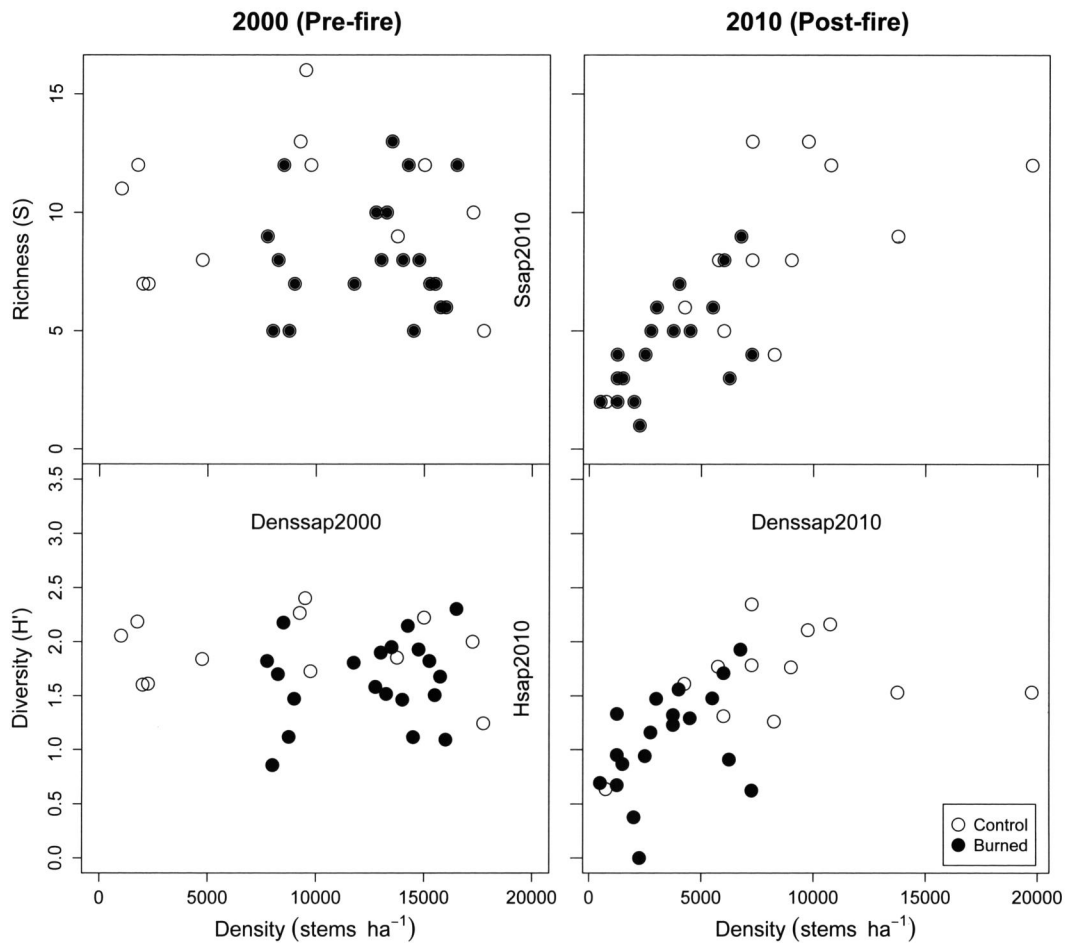 2000 (Pre-fire)
2010 (Post-fire)
Richness (S)
15
10
5
0
Ssap2010
Diversity (H')
3.5
3.0
2.5
2.0
1.5
1.0
0.5
0.0
Denssap2000
Hsap2010
Denssap2010
Control
Burned
0 5000 10000 15000 20000
0 5000 10000 15000 20000
Density (stems ha⁻¹)
Density (stems ha⁻¹)